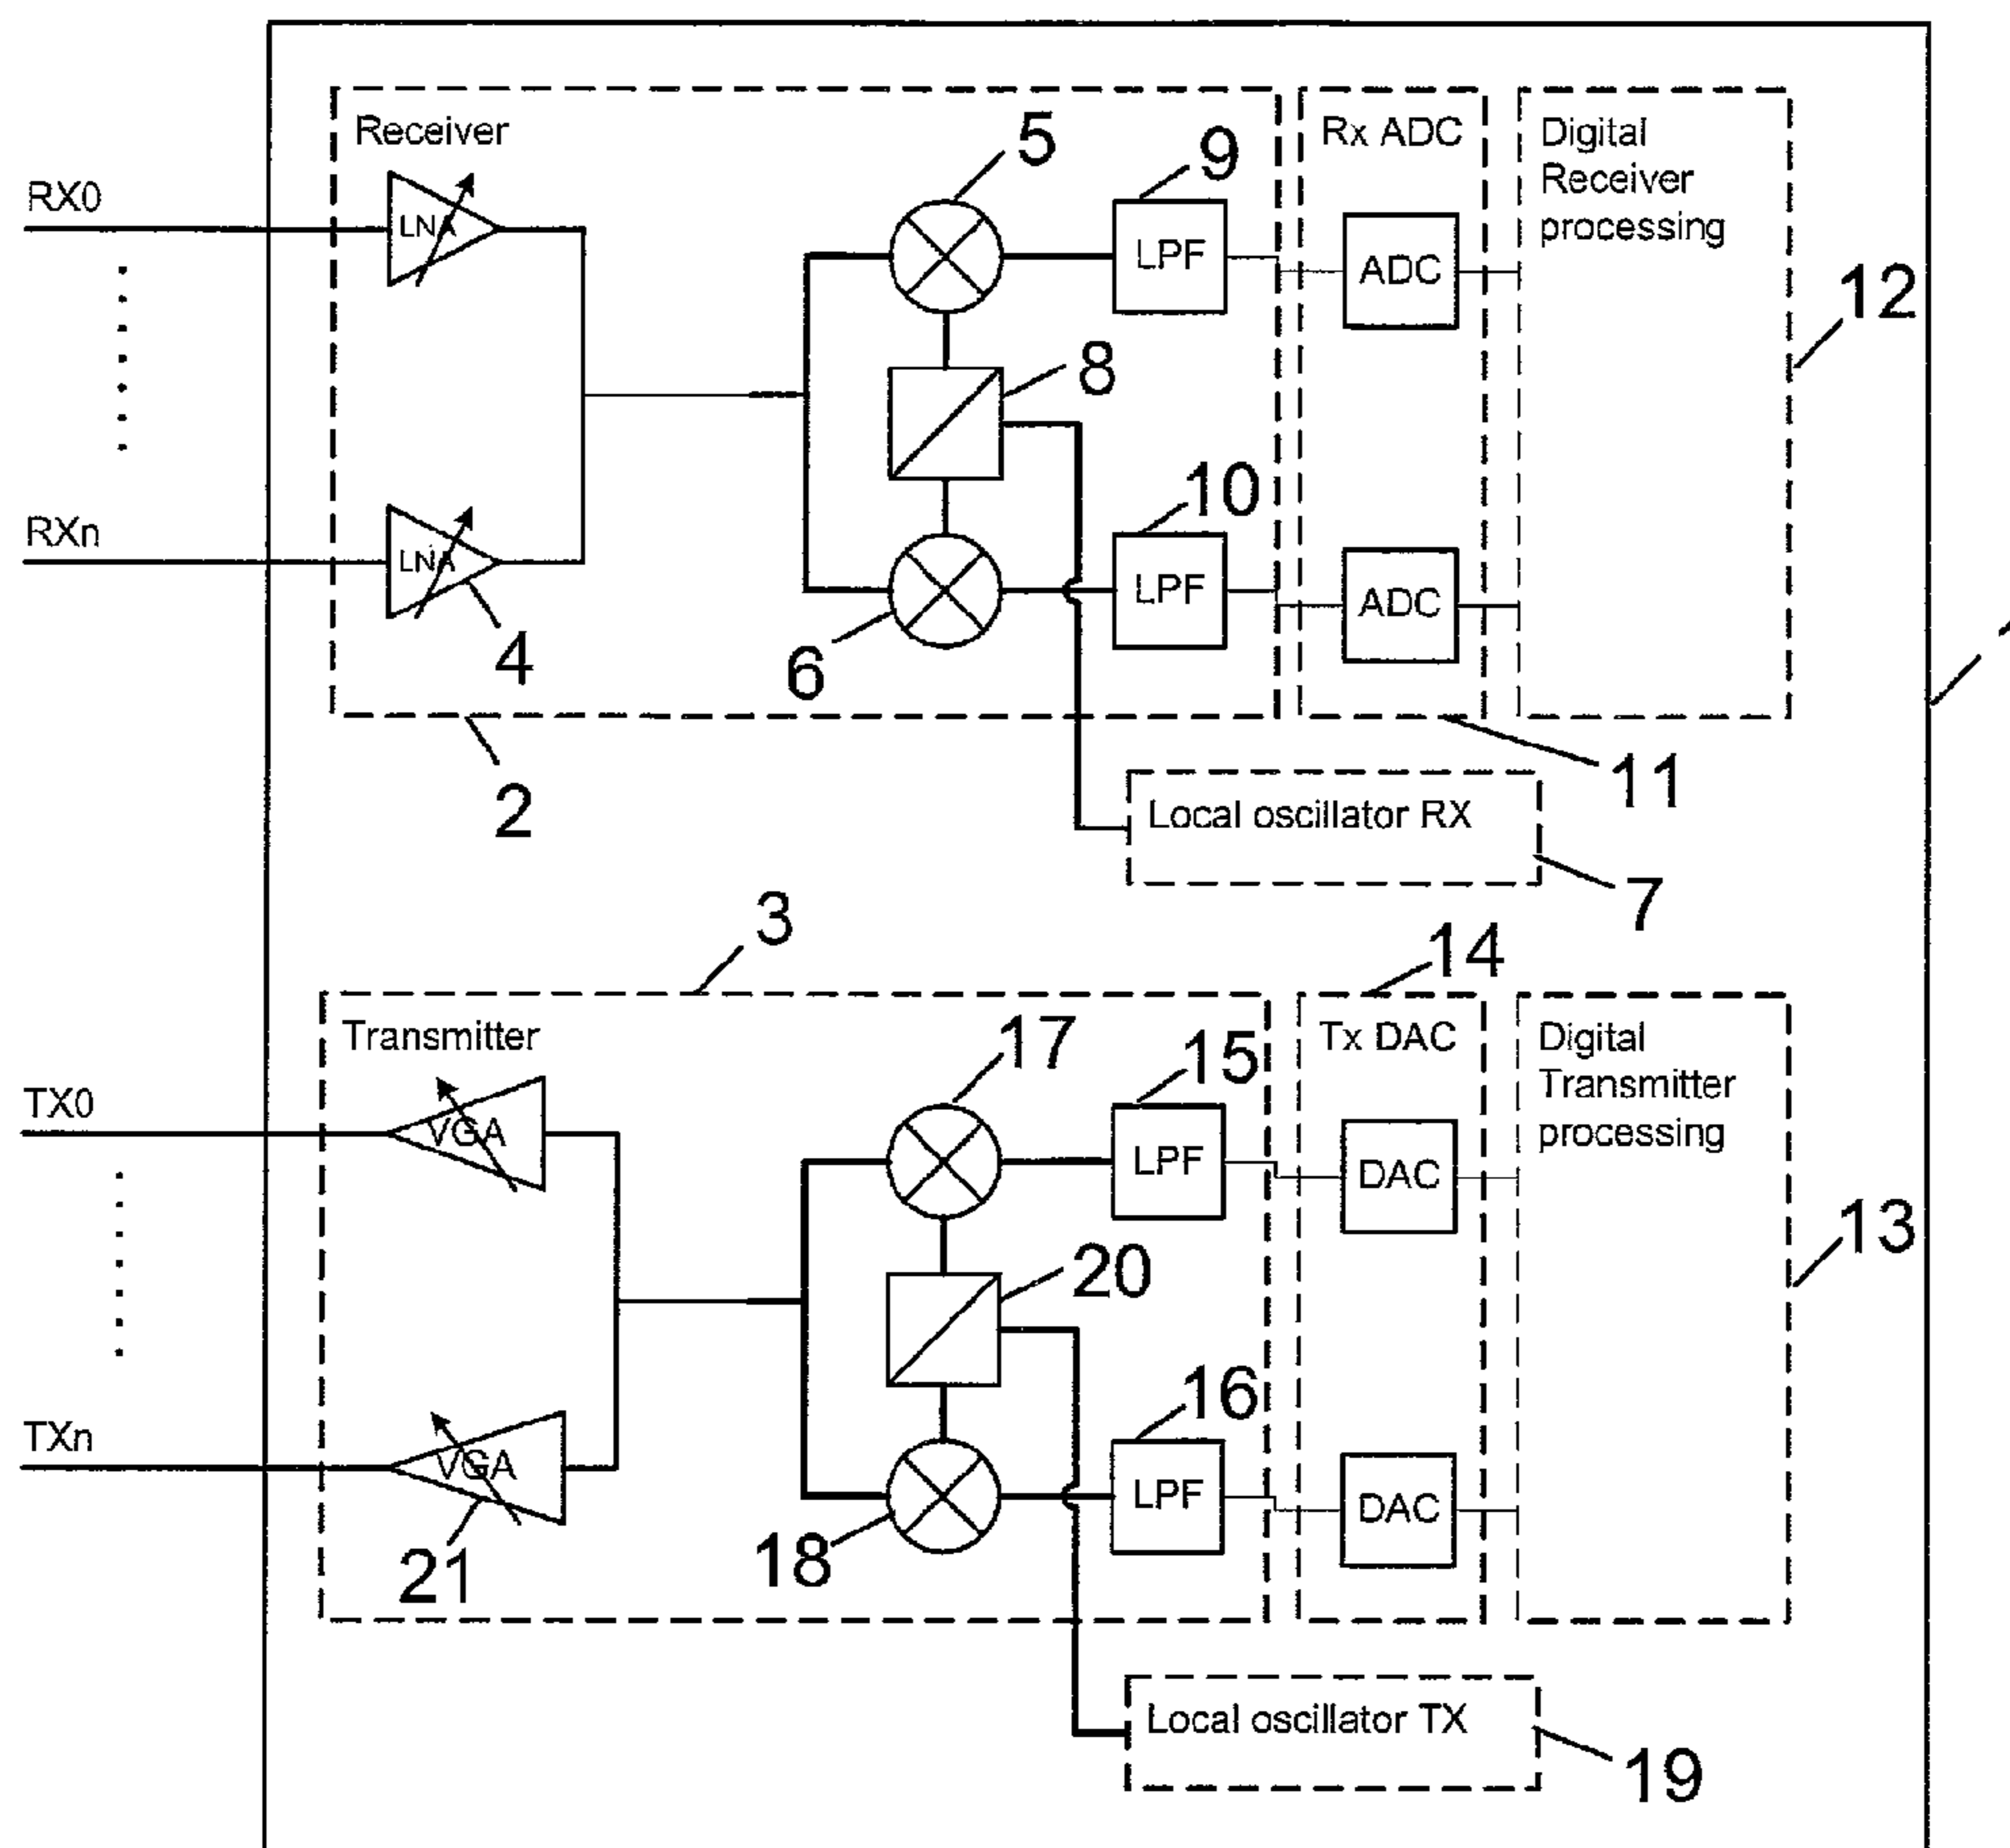 Receiver
Rx ADC
Digital
Receiver
processing
5
9
RX0
LNA
LPF
ADC
12
8
10
RXn
LNA
LPF
ADC
4
6
2
11
Local oscillator RX
7
3
14
Transmitter
Tx DAC
Digital
Transmitter
processing
17
15
TX0
VGA
LPF
DAC
13
20
16
TXn
VGA
LPF
DAC
21
18
Local oscillator TX
19